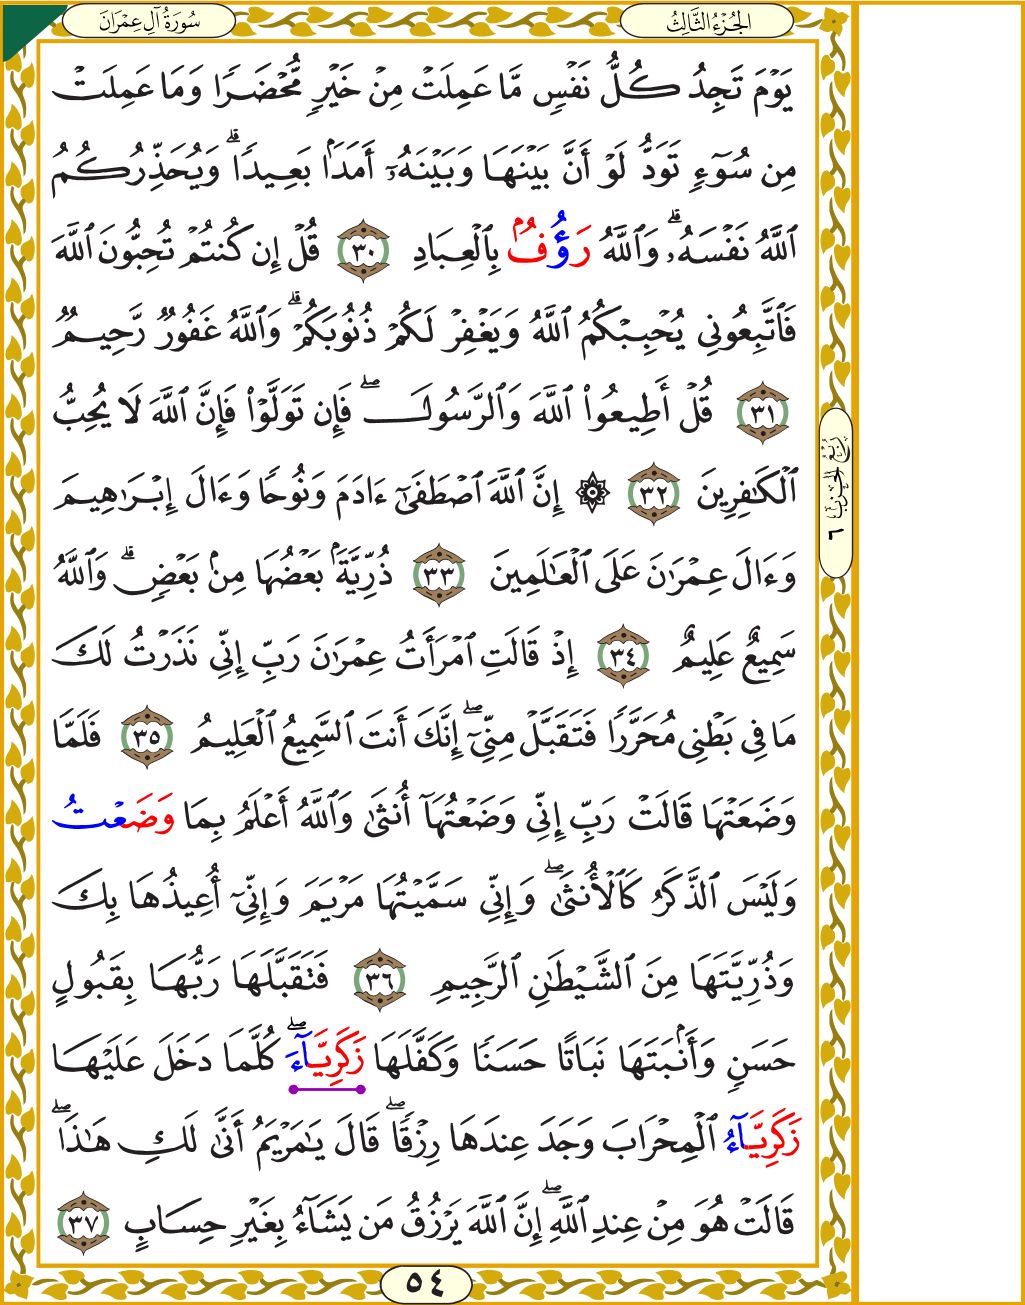 سُورَةُ آلِ عِمْرَانَ
الجُزْءُ الثَّالِثُ
يَوْمَ تَجِدُ كُلُّ نَفْسٍ مَّا عَمِلَتْ مِنْ خَيْرٍ مُّحْضَرًا وَمَا عَمِلَتْ
مِن سُوٓءٍ تَوَدُّ لَوْ أَنَّ بَيْنَهَا وَبَيْنَهُۥٓ أَمَدَۢا بَعِيدًا ۗ وَيُحَذِّرُكُمُ
ٱللَّهُ نَفْسَهُۥ ۗ وَٱللَّهُ رَؤُفُۢ بِٱلْعِبَادِ ٣٠ قُلْ إِن كُنتُمْ تُحِبُّونَ ٱللَّهَ
فَٱتَّبِعُونِي يُحْبِبْكُمُ ٱللَّهُ وَيَغْفِرْ لَكُمْ ذُنُوبَكُمْ ۗ وَٱللَّهُ غَفُورٌ رَّحِيمٌ
٣١ قُلْ أَطِيعُوا۟ ٱللَّهَ وَٱلرَّسُولَ ۖ فَإِن تَوَلَّوْا۟ فَإِنَّ ٱللَّهَ لَا يُحِبُّ
ٱلْكَٰفِرِينَ ٣٢ ۞ إِنَّ ٱللَّهَ ٱصْطَفَىٰٓ ءَادَمَ وَنُوحًا وَءَالَ إِبْرَٰهِيمَ
وَءَالَ عِمْرَٰنَ عَلَى ٱلْعَٰلَمِينَ ٣٣ ذُرِّيَّةَۢ بَعْضُهَا مِنۢ بَعْضٍ ۗ وَٱللَّهُ
سَمِيعٌ عَلِيمٌ ٣٤ إِذْ قَالَتِ ٱمْرَأَتُ عِمْرَٰنَ رَبِّ إِنِّي نَذَرْتُ لَكَ
مَا فِي بَطْنِي مُحَرَّرًا فَتَقَبَّلْ مِنِّيٓ ۖ إِنَّكَ أَنتَ ٱلسَّمِيعُ ٱلْعَلِيمُ ٣٥ فَلَمَّا
وَضَعَتْهَا قَالَتْ رَبِّ إِنِّي وَضَعْتُهَآ أُنثَىٰ وَٱللَّهُ أَعْلَمُ بِمَا وَضَعْتُ
وَلَيْسَ ٱلذَّكَرُ كَٱلْأُنثَىٰ ۖ وَإِنِّي سَمَّيْتُهَا مَرْيَمَ وَإِنِّيٓ أُعِيذُهَا بِكَ
وَذُرِّيَّتَهَا مِنَ ٱلشَّيْطَٰنِ ٱلرَّجِيمِ ٣٦ فَتَقَبَّلَهَا رَبُّهَا بِقَبُولٍ
حَسَنٍ وَأَنۢبَتَهَا نَبَاتًا حَسَنًا وَكَفَّلَهَا زَكَرِيَّآءَ ۖ كُلَّمَا دَخَلَ عَلَيْهَا
زَكَرِيَّآءُ ٱلْمِحْرَابَ وَجَدَ عِندَهَا رِزْقًا ۖ قَالَ يَٰمَرْيَمُ أَنَّىٰ لَكِ هَٰذَا ۖ
قَالَتْ هُوَ مِنْ عِندِ ٱللَّهِ ۖ إِنَّ ٱللَّهَ يَرْزُقُ مَن يَشَآءُ بِغَيْرِ حِسَابٍ ٣٧
رُبْعُ الحِزْبِ ٦
٥٤